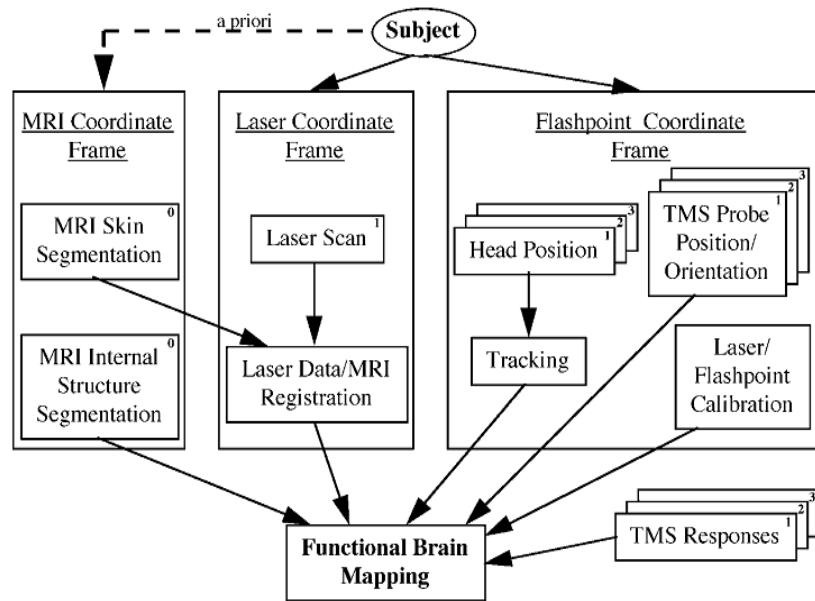 a priori
Subject
MRI Coordinate
Frame
MRI Skin
Segmentation
0
MRI Internal
Structure
Segmentation
0
Laser Coordinate
Frame
Laser Scan
1
Laser Data/MRI
Registration
Flashpoint Coordinate
Frame
Head Position
1
2
3
Tracking
TMS Probe
Position/
Orientation
1
2
3
Laser/
Flashpoint
Calibration
TMS Responses
1
2
3
Functional Brain
Mapping